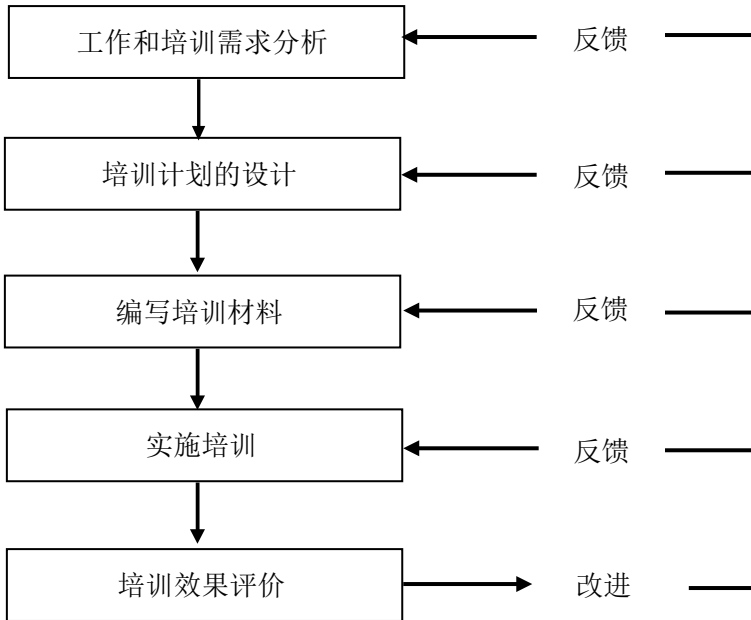 工作和培训需求分析
反馈
培训计划的设计
反馈
编写培训材料
反馈
实施培训
反馈
培训效果评价
改进